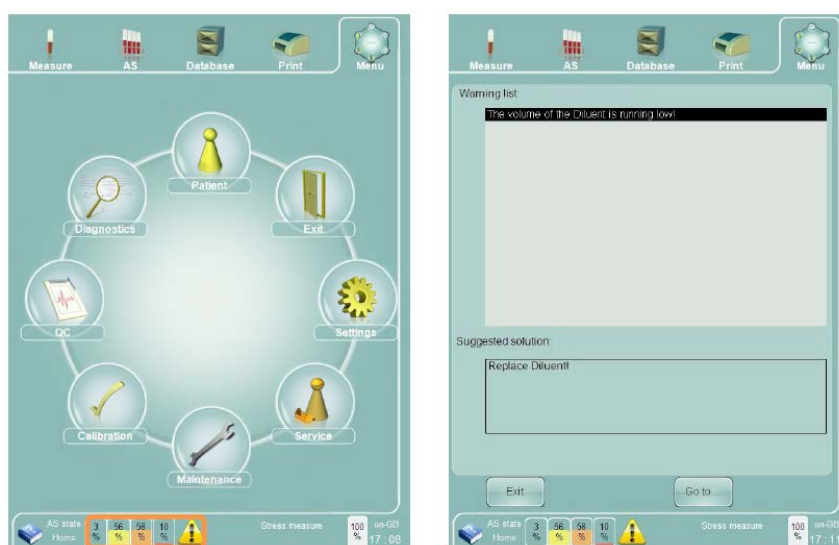 Measure AS Database Print Menu
Patient
Diagnostics
Exit
QC
Settings
Calibration
Service
Maintenance
AS state
Home
3 % 56 % 58 % 10 %
Stress measure
100 %
en-GB
17:08
Measure AS Database Print Menu
Warning list
The volume of the Diluent is running low!
Suggested solution:
Replace Diluent!
Exit
Go to ...
AS state
Home
3 % 56 % 58 % 10 %
Stress measure
100 %
en-GB